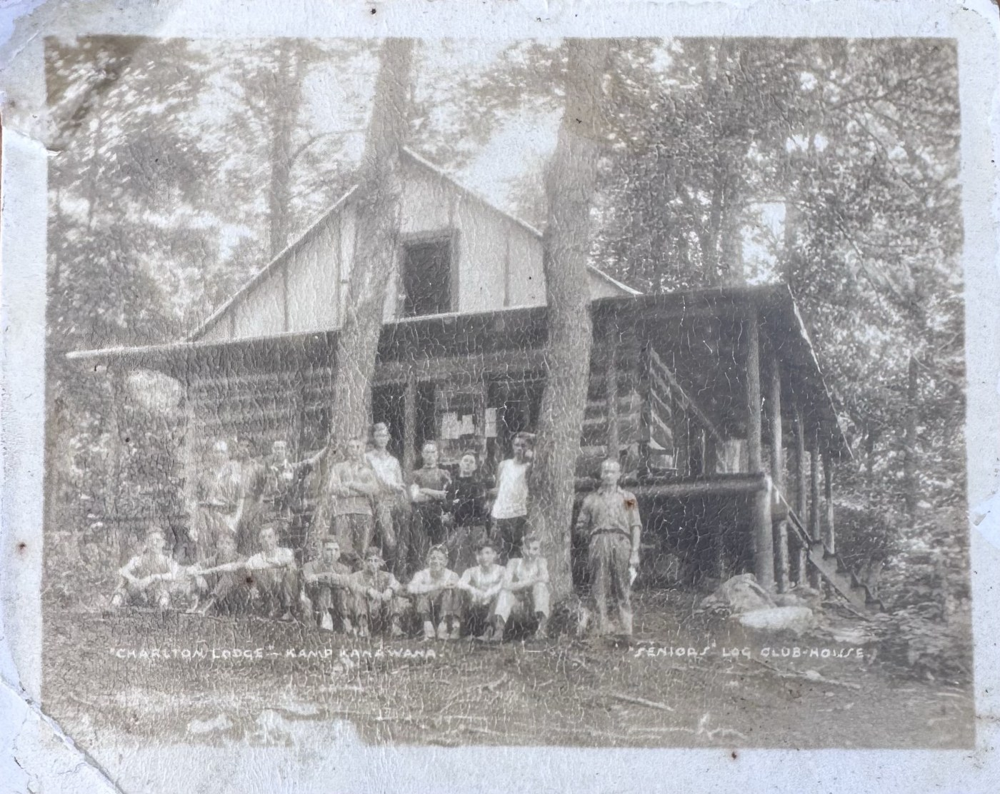 "CHARLTON LODGE" - KAMP KANAWANA. — "SENIORS" LOG CLUB-HOUSE.